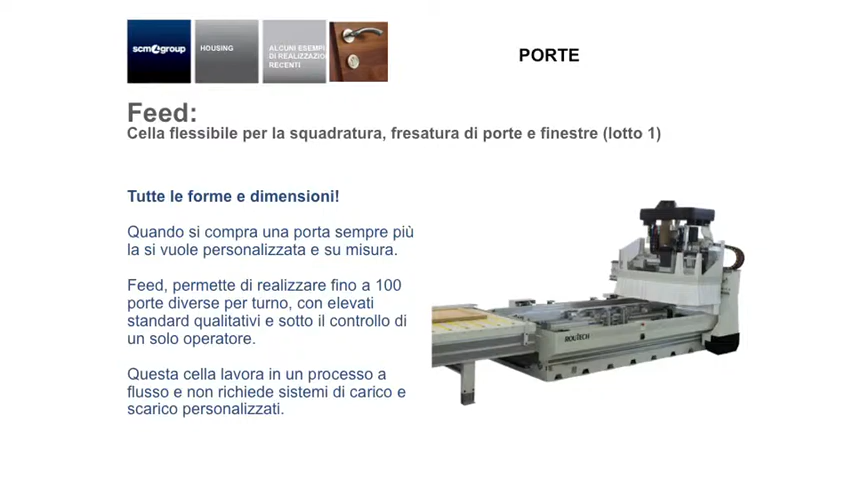 scm group
HOUSING
ALCUNI ESEMPI
DI REALIZZAZIO
RECENTI
PORTE
Feed:
Cella flessibile per la squadratura, fresatura di porte e finestre (lotto 1)
Tutte le forme e dimensioni!
Quando si compra una porta sempre più
la si vuole personalizzata e su misura.
Feed, permette di realizzare fino a 100
porte diverse per turno, con elevati
standard qualitativi e sotto il controllo di
un solo operatore.
Questa cella lavora in un processo a
flusso e non richiede sistemi di carico e
scarico personalizzati.
ROUTECH